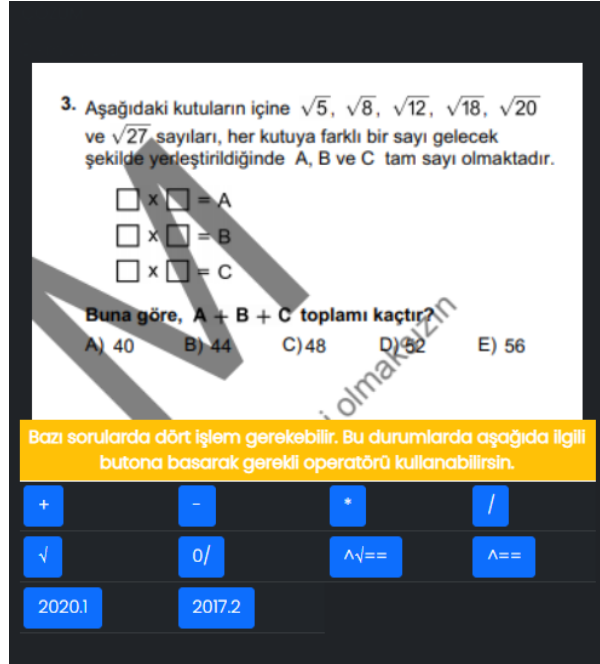 3. Aşağıdaki kutuların içine √5, √8, √12, √18, √20
ve √27 sayıları, her kutuya farklı bir sayı gelecek
şekilde yerleştirildiğinde A, B ve C tam sayı olmaktadır.
□ x □ = A
□ x □ = B
□ x □ = C
Buna göre, A + B + C toplamı kaçtır?
A) 40 B) 44 C) 48 D) 52 E) 56
olmaksızın
Bazı sorularda dört işlem gerekebilir. Bu durumlarda aşağıda ilgili
butona basarak gerekli operatörü kullanabilirsin.
+ - * /
√ 0/ ^√== ^==
2020.1 2017.2